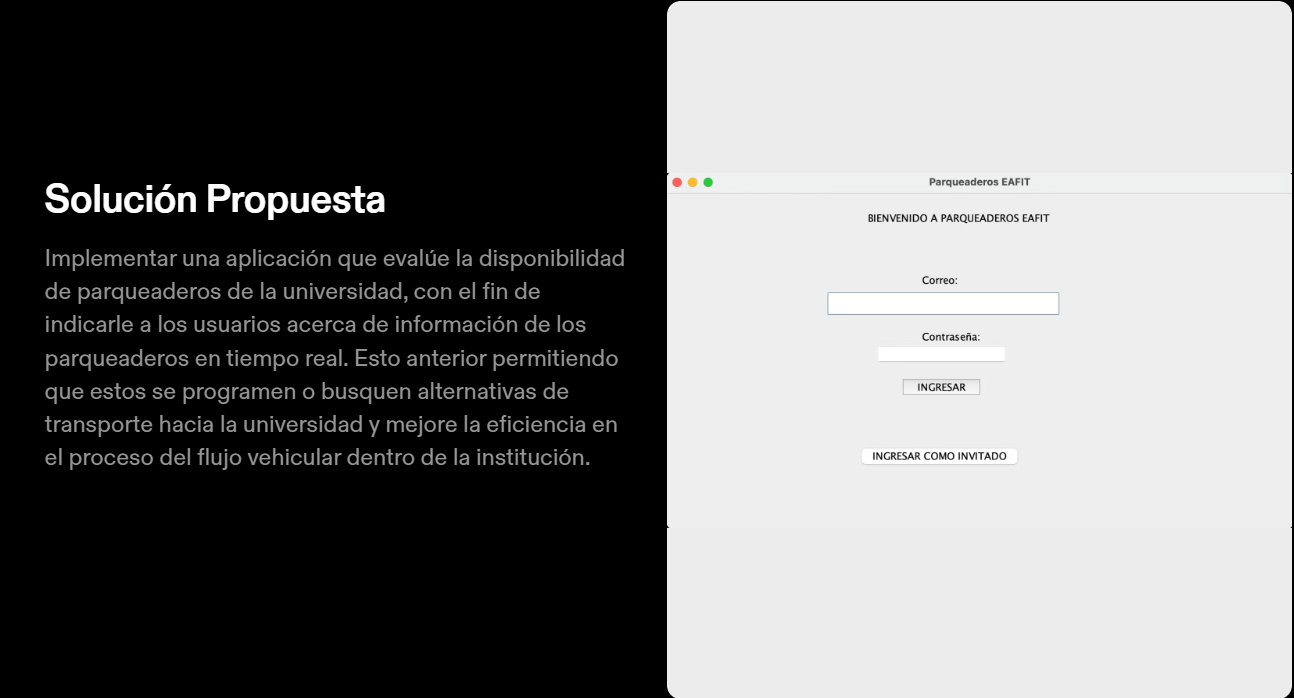 Solución Propuesta
Implementar una aplicación que evalúe la disponibilidad
de parqueaderos de la universidad, con el fin de
indicarle a los usuarios acerca de información de los
parqueaderos en tiempo real. Esto anterior permitiendo
que estos se programen o busquen alternativas de
transporte hacia la universidad y mejore la eficiencia en
el proceso del flujo vehicular dentro de la institución.
Parqueaderos EAFIT
BIENVENIDO A PARQUEADEROS EAFIT
Correo:
Contraseña:
INGRESAR
INGRESAR COMO INVITADO